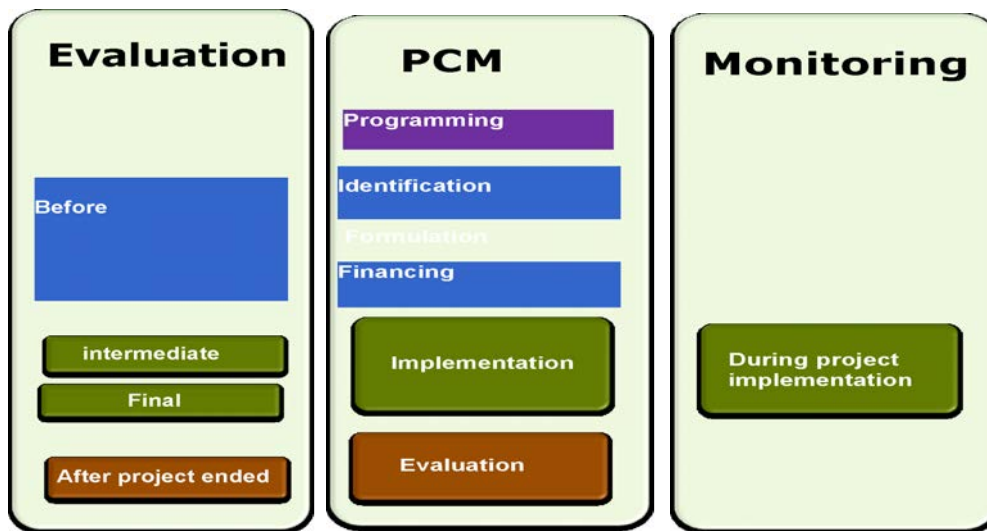 Evaluation
Before
intermediate
Final
After project ended
PCM
Programming
Identification
Formulation
Financing
Implementation
Evaluation
Monitoring
During project
implementation